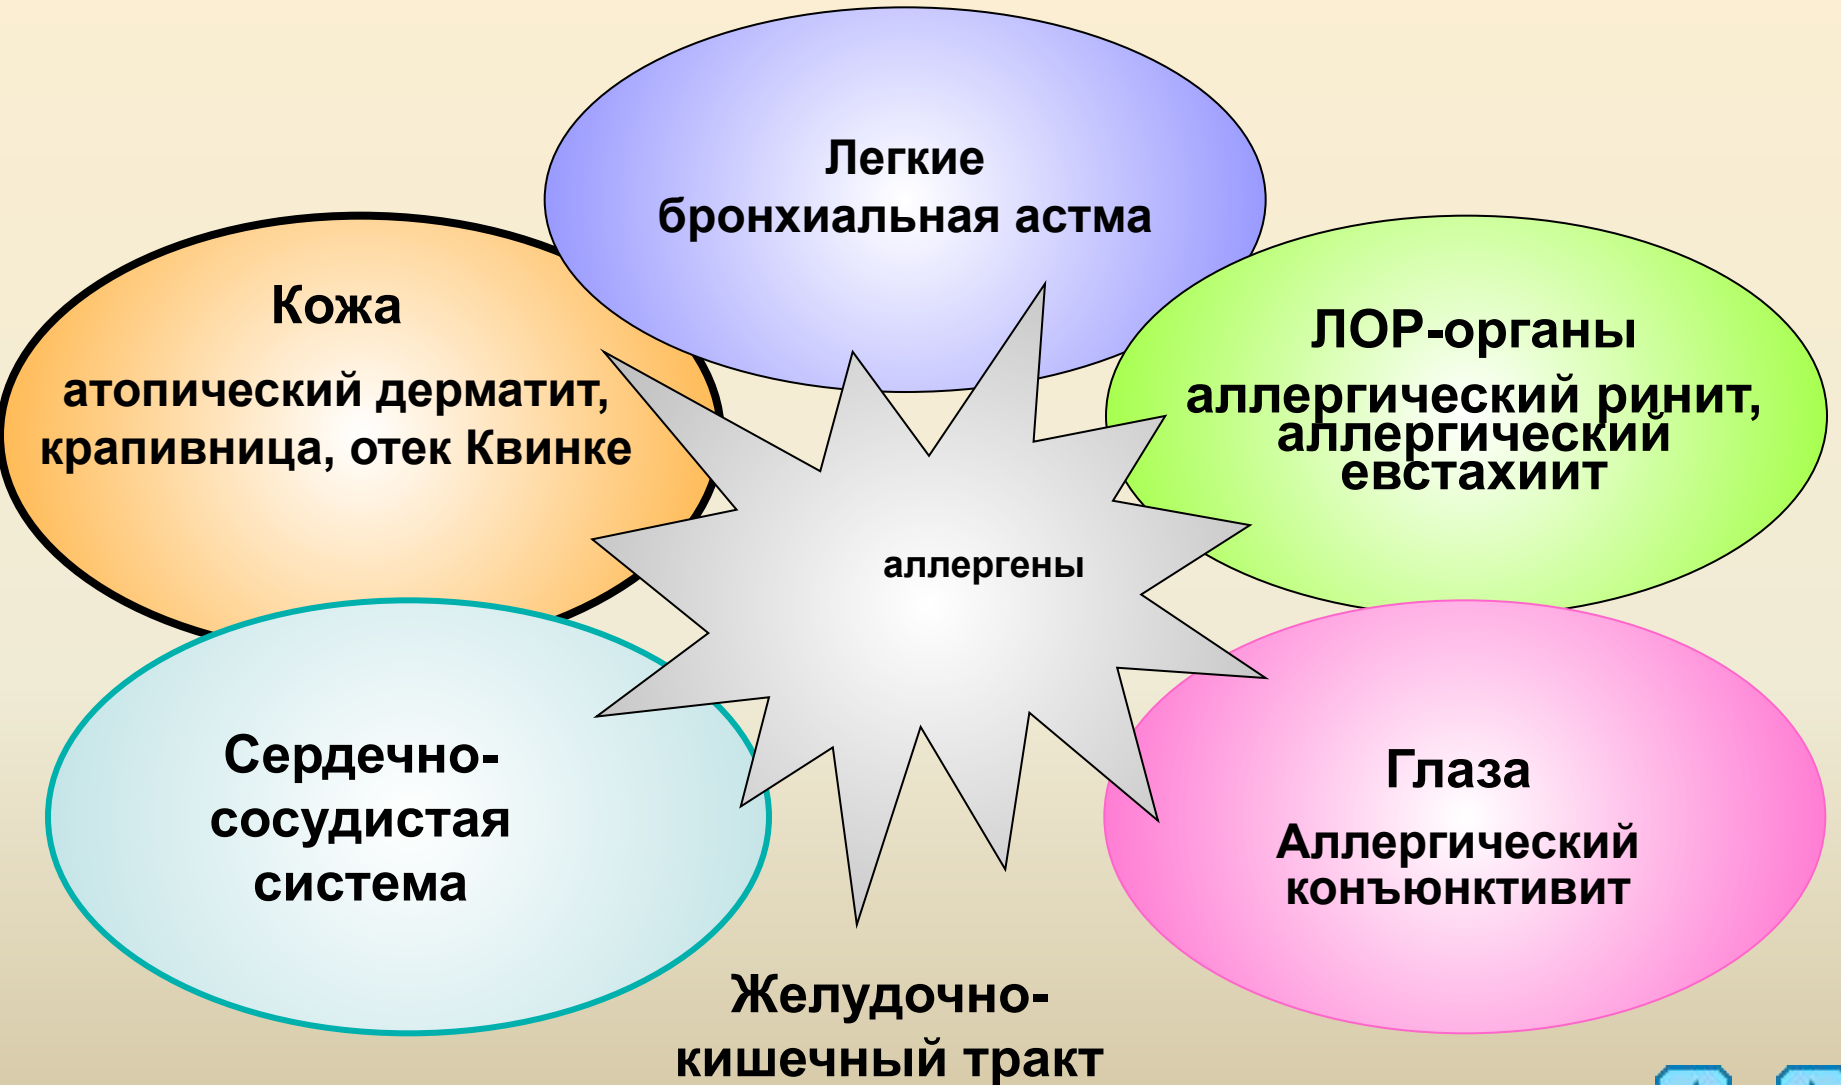 Легкие
бронхиальная астма
Кожа
атопический дерматит,
крапивница, отек Квинке
ЛОР-органы
аллергический ринит,
аллергический
евстахиит
аллергены
Сердечно-
сосудистая
система
Глаза
Аллергический
конъюнктивит
Желудочно-
кишечный тракт